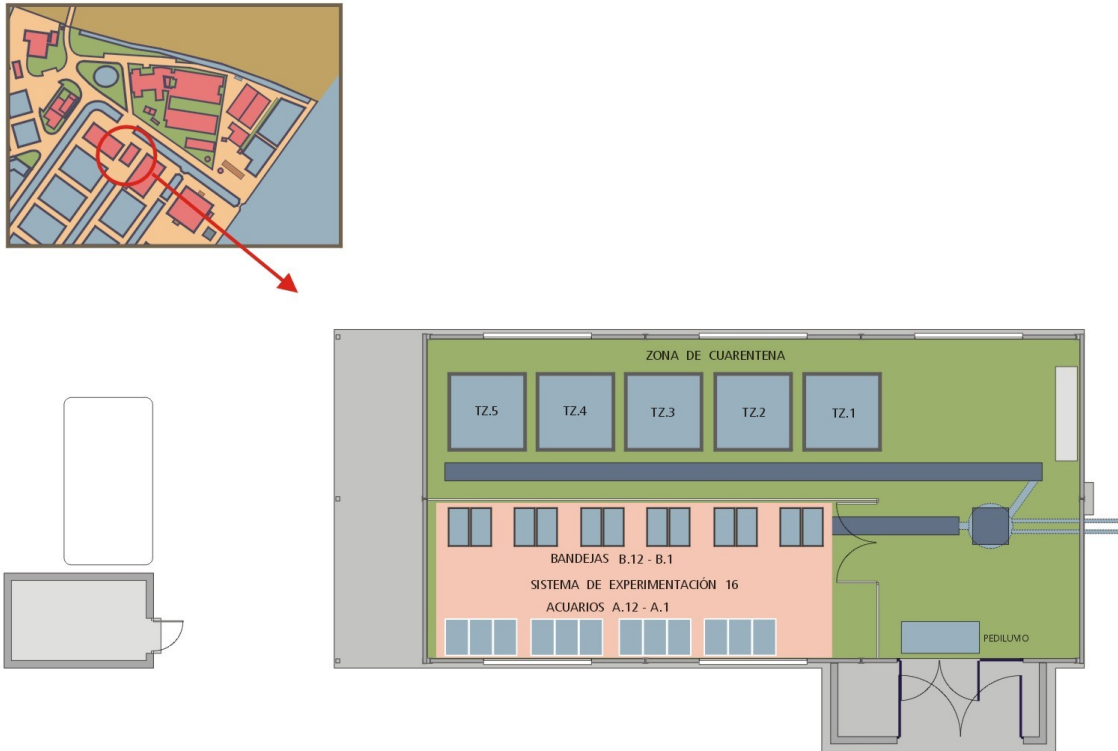 ZONA DE CUARENTENA
TZ.5 TZ.4 TZ.3 TZ.2 TZ.1
BANDEJAS B.12 - B.1
SISTEMA DE EXPERIMENTACIÓN 16
ACUARIOS A.12 - A.1
PEDILUVIO